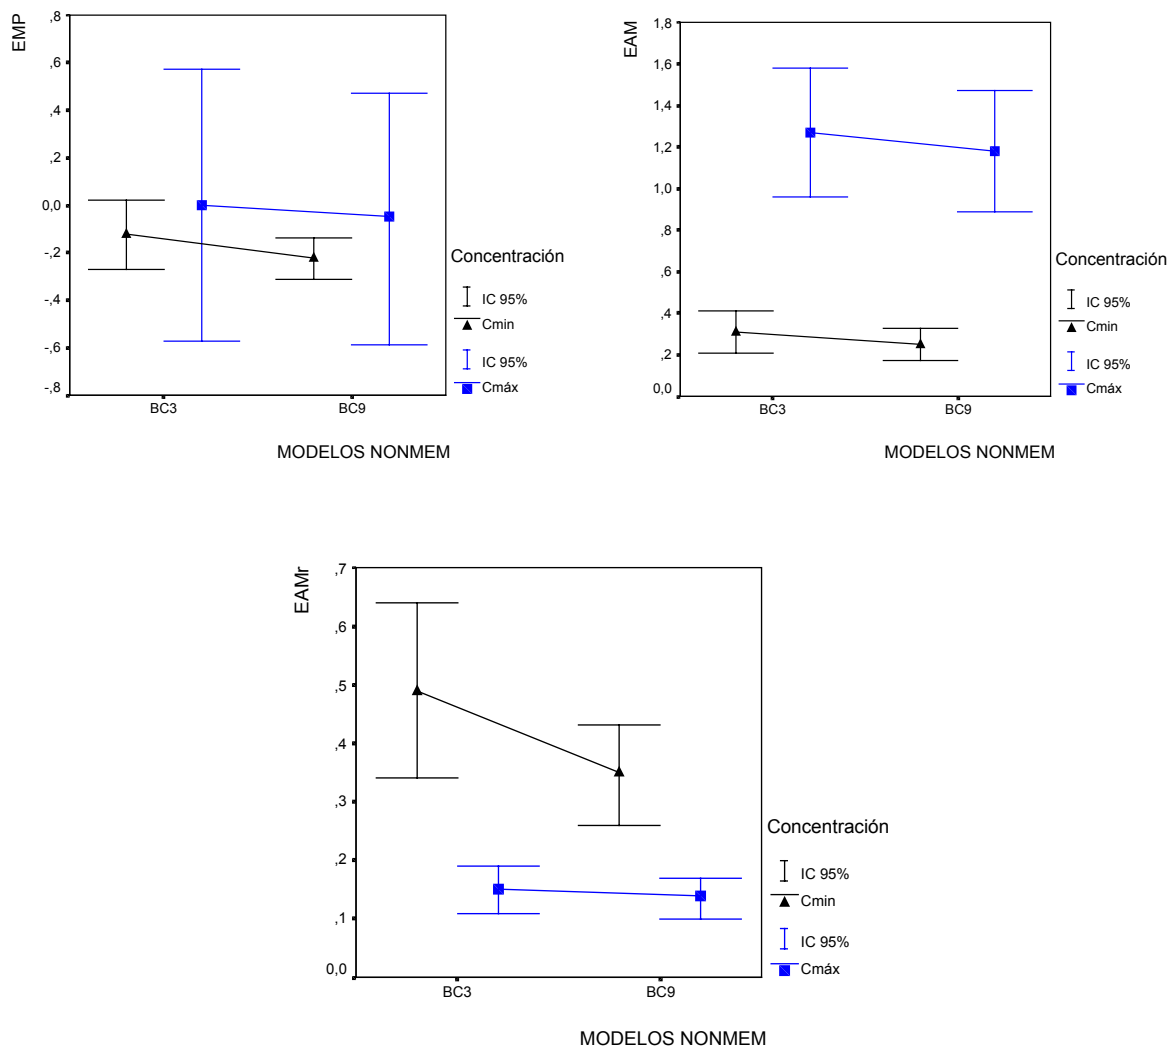 EMP
,8
,6
,4
,2
0,0
-,2
-,4
-,6
-,8
BC3
BC9
MODELOS NONMEM
Concentración
IC 95%
Cmin
IC 95%
Cmáx
EAM
1,8
1,6
1,4
1,2
1,0
,8
,6
,4
,2
0,0
BC3
BC9
MODELOS NONMEM
Concentración
IC 95%
Cmin
IC 95%
Cmáx
EAMr
,7
,6
,5
,4
,3
,2
,1
0,0
BC3
BC9
MODELOS NONMEM
Concentración
IC 95%
Cmin
IC 95%
Cmáx